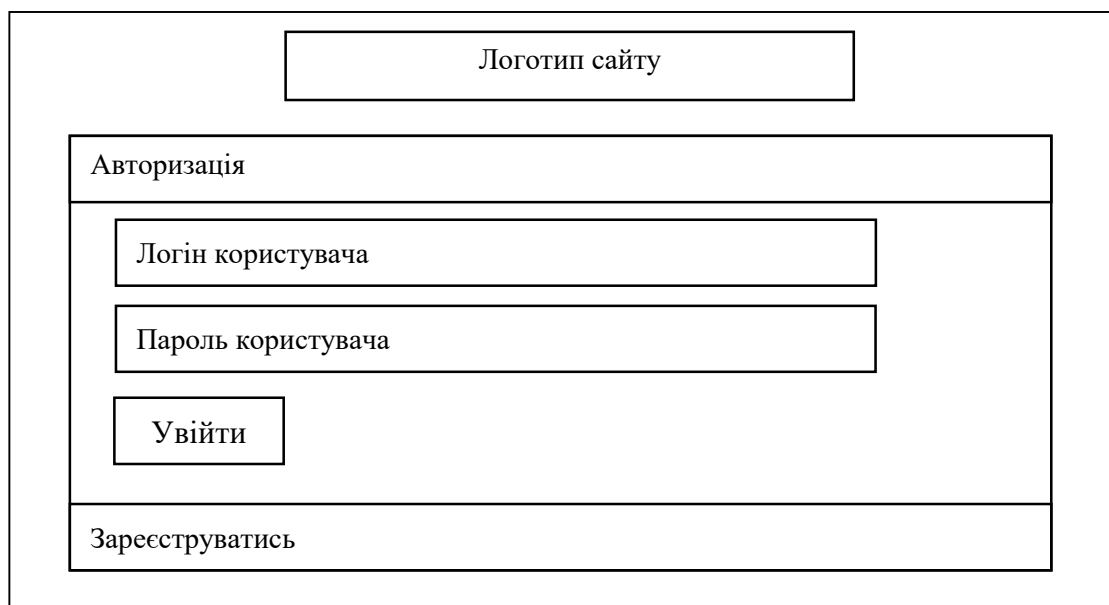 Логотип сайту
Авторизація
Логін користувача
Пароль користувача
Увійти
Зареєструватись